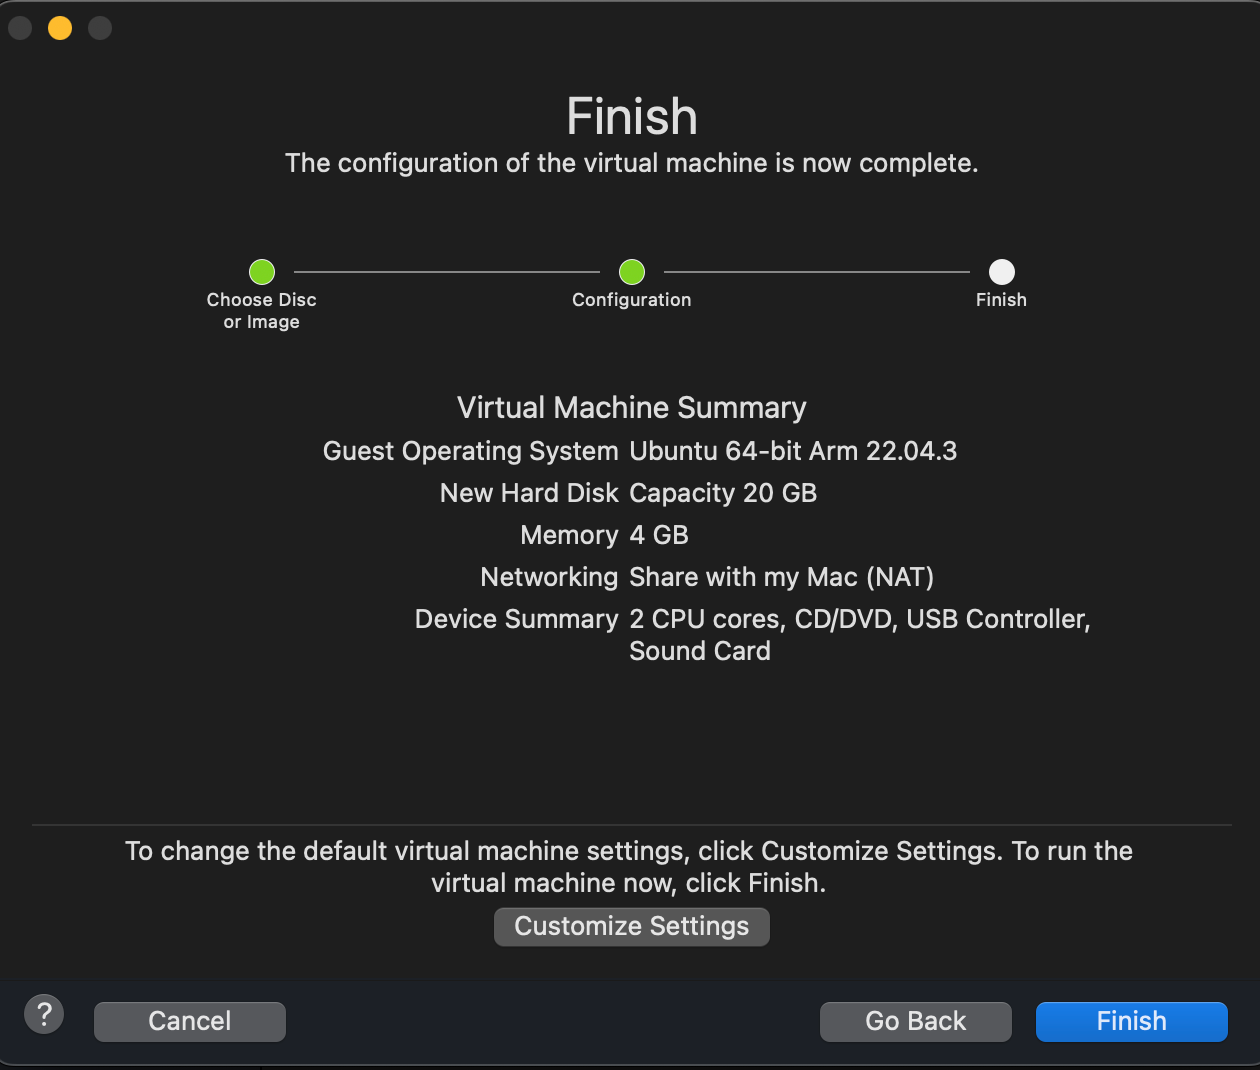 Finish
The configuration of the virtual machine is now complete.
Choose Disc
or Image
Configuration
Finish
Virtual Machine Summary
Guest Operating System Ubuntu 64-bit Arm 22.04.3
New Hard Disk Capacity 20 GB
Memory 4 GB
Networking Share with my Mac (NAT)
Device Summary 2 CPU cores, CD/DVD, USB Controller,
Sound Card
To change the default virtual machine settings, click Customize Settings. To run the
virtual machine now, click Finish.
Customize Settings
?
Cancel
Go Back
Finish